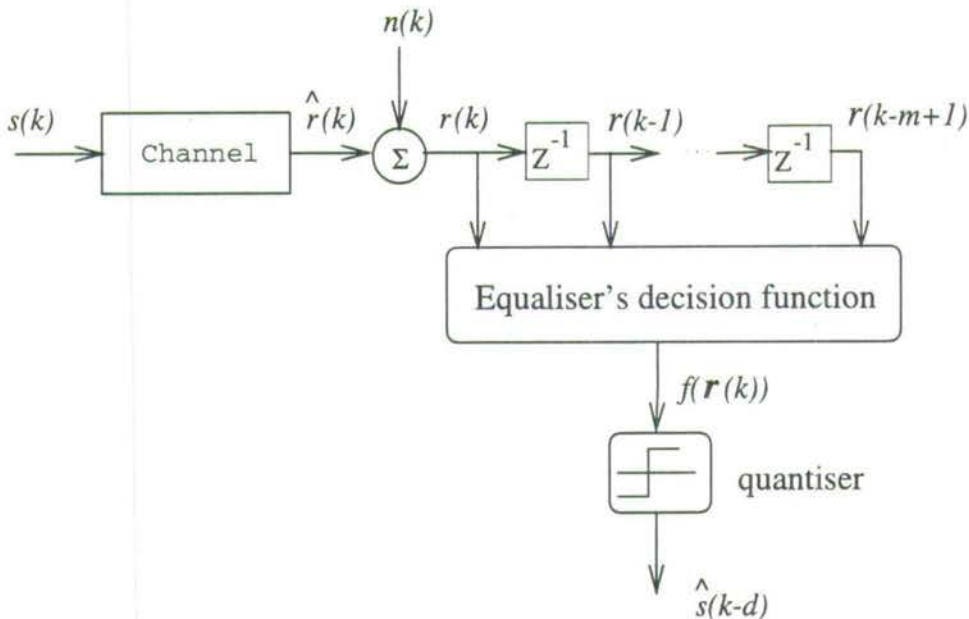 n(k)
s(k) Channel r̂(k) Σ r(k) Z⁻¹ r(k-1) ... Z⁻¹ r(k-m+1)
Equaliser's decision function
f(r(k))
quantiser
ŝ(k-d)